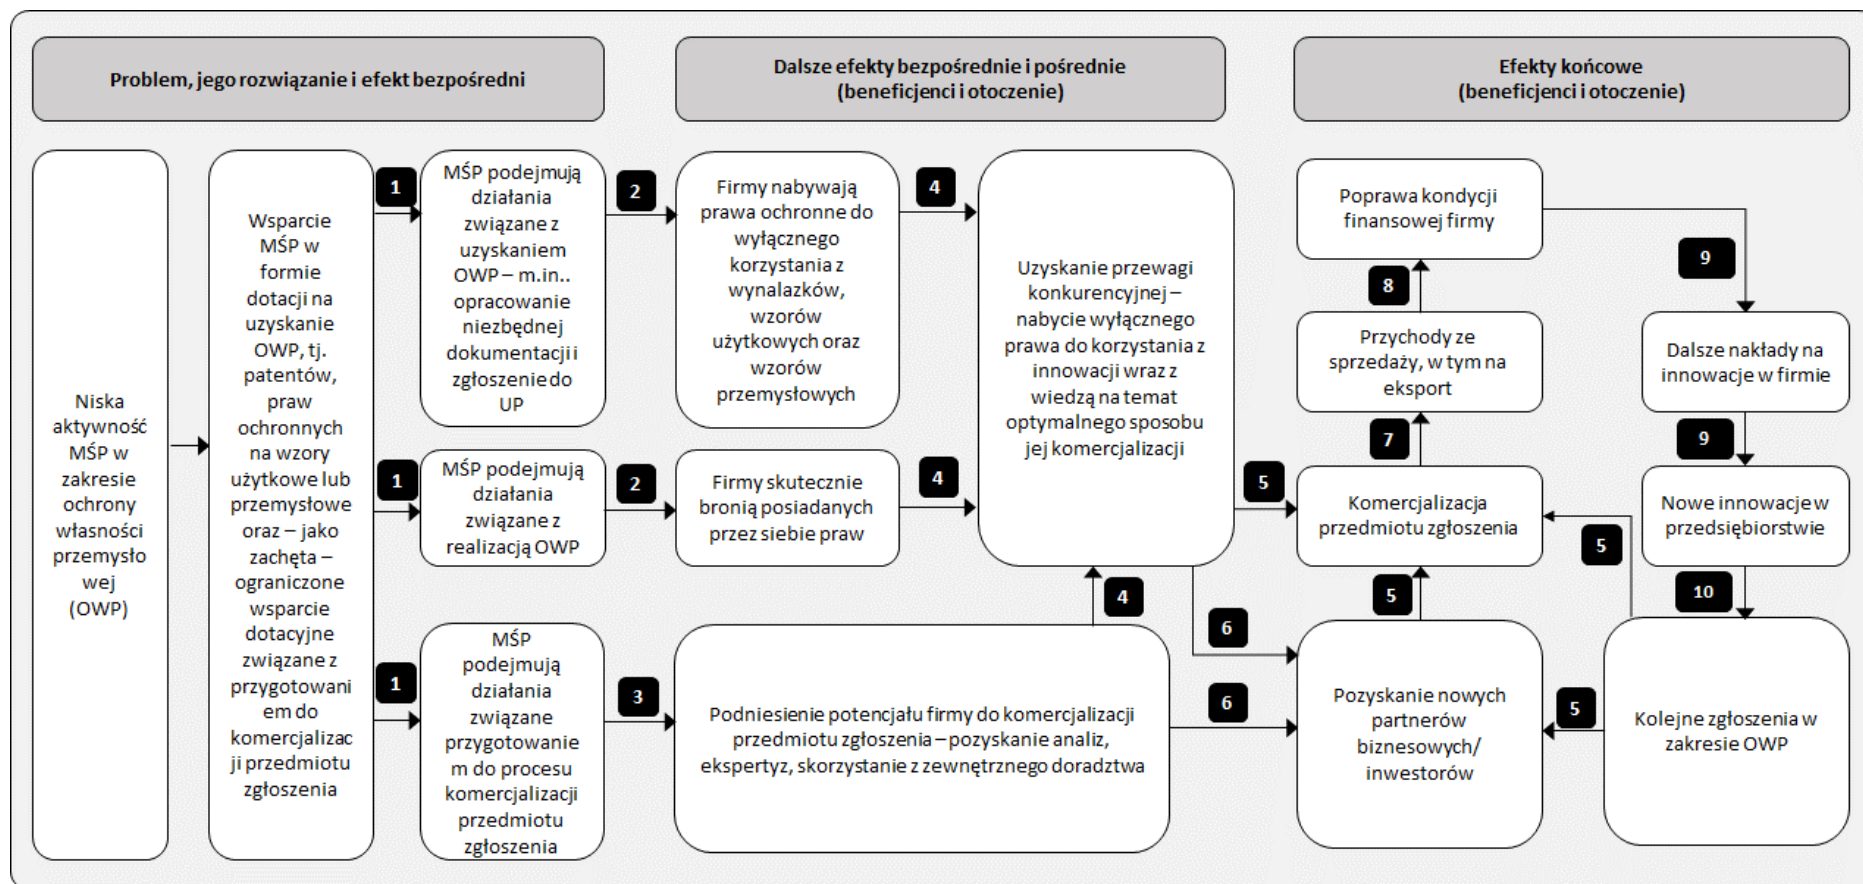 Problem, jego rozwiązanie i efekt bezpośredni
Dalsze efekty bezpośrednie i pośrednie
(beneficjenci i otoczenie)
Efekty końcowe
(beneficjenci i otoczenie)
Niska
aktywność
MŚP w
zakresie
ochrony
własności
przemysło
wej
(OWP)
Wsparcie
MŚP w
formie
dotacji na
uzyskanie
OWP, tj.
patentów,
praw
ochronnych
na wzory
użytkowe lub
przemysłowe
oraz – jako
zachęta –
ograniczone
wsparcie
dotacyjne
związane z
przygotowani
em do
komercjalizac
ji przedmiotu
zgłoszenia
1
MŚP podejmują
działania
związane z
uzyskaniem
OWP – m.in..
opracowanie
niezbędnej
dokumentacji i
zgłoszenie do
UP
1
MŚP podejmują
działania
związane z
realizacją OWP
1
MŚP
podejmują
działania
związane
przygotowanie
m do procesu
komercjalizacji
przedmiotu
zgłoszenia
2
Firmy nabywają
prawa ochronne do
wyłącznego
korzystania z
wynalazków,
wzorów
użytkowych oraz
wzorów
przemysłowych
2
Firmy skutecznie
bronią posiadanych
przez siebie praw
3
Podniesienie potencjału firmy do komercjalizacji
przedmiotu zgłoszenia – pozyskanie analiz,
ekspertyz, skorzystanie z zewnętrznego doradztwa
4
4
4
Uzyskanie przewagi
konkurencyjnej –
nabycie wyłącznego
prawa do korzystania z
innowacji wraz z
wiedzą na temat
optymalnego sposobu
jej komercjalizacji
5
6
6
Poprawa kondycji
finansowej firmy
8
Przychody ze
sprzedaży, w tym na
eksport
7
Komercjalizacja
przedmiotu zgłoszenia
5
Pozyskanie nowych
partnerów
biznesowych/
inwestorów
9
Dalsze nakłady na
innowacje w firmie
9
Nowe innowacje w
przedsiębiorstwie
5
10
5
Kolejne zgłoszenia w
zakresie OWP